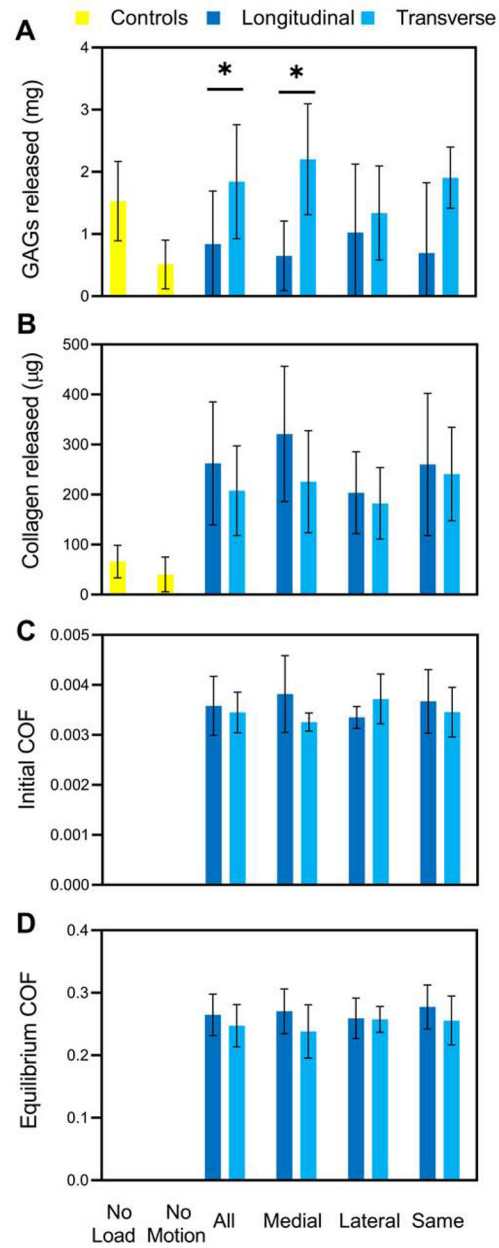 Controls Longitudinal Transverse
A
GAGs released (mg)
4
3
2
1
0
* *
B
Collagen released (μg)
500
400
300
200
100
0
C
Initial COF
0.005
0.004
0.003
0.002
0.001
0.000
D
Equilibrium COF
0.4
0.3
0.2
0.1
0.0
No Load No Motion All Medial Lateral Same